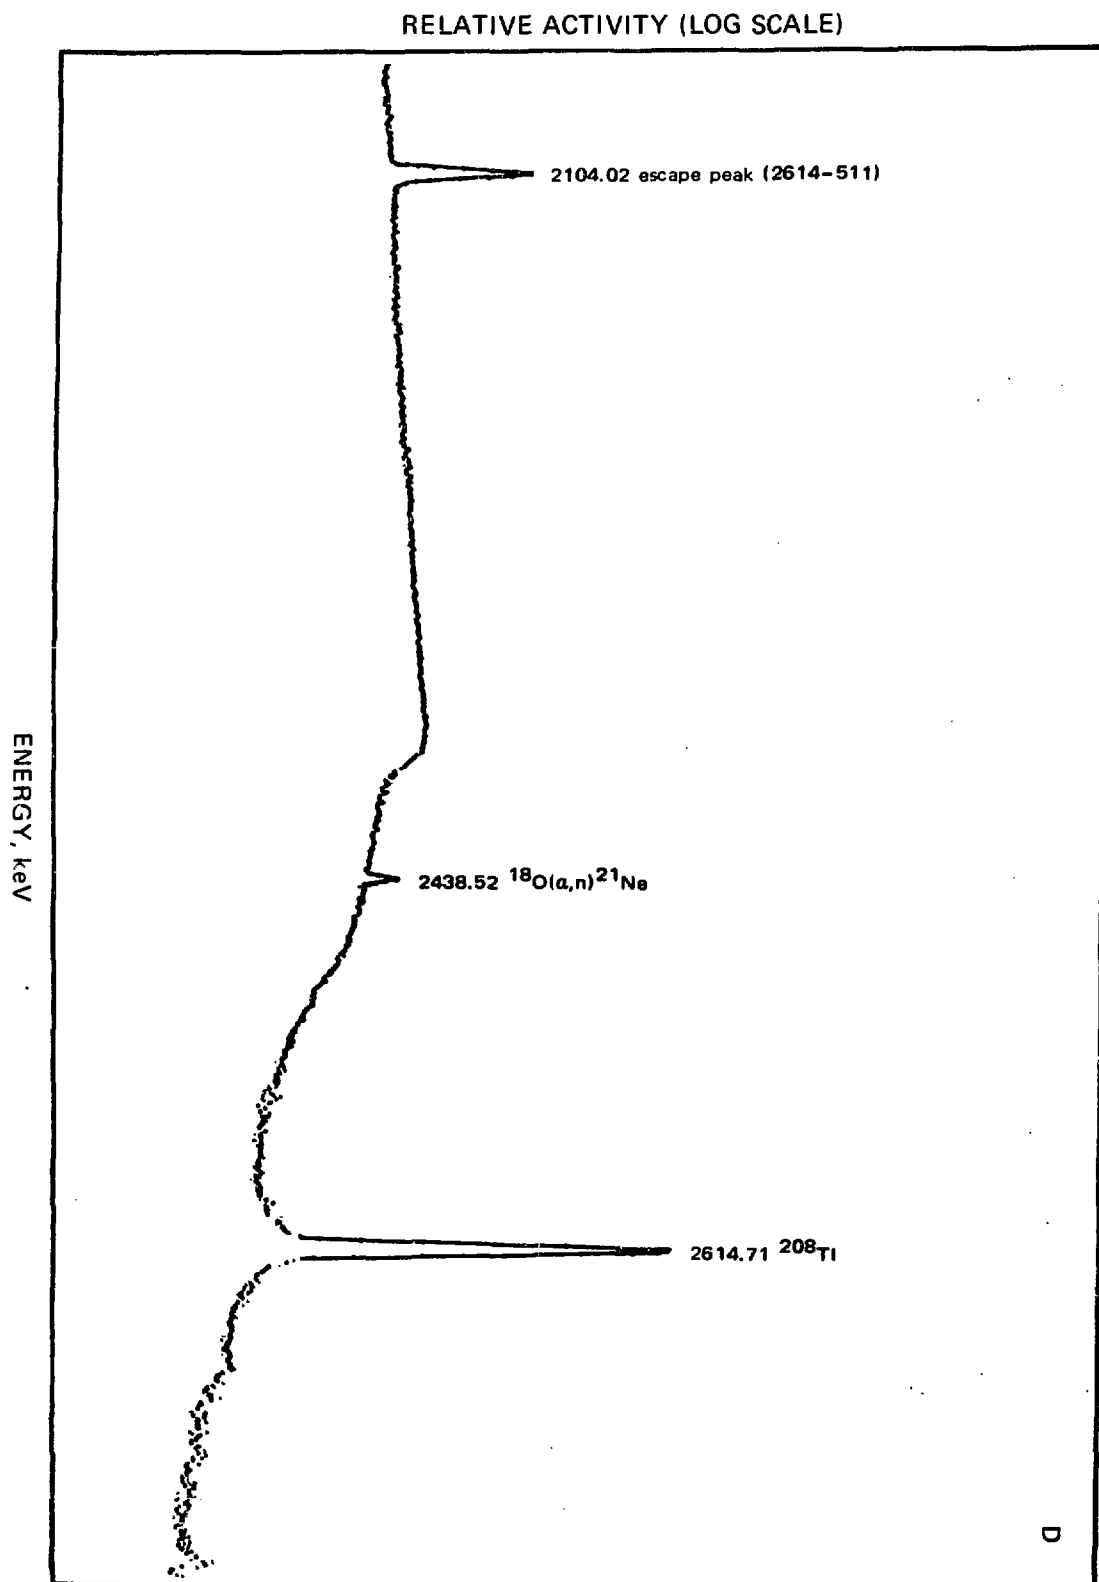 RELATIVE ACTIVITY (LOG SCALE)
2104.02 escape peak (2614-511)
2438.52 ¹⁸O(α,n)²¹Ne
2614.71 ²⁰⁸Tl
ENERGY, keV
D